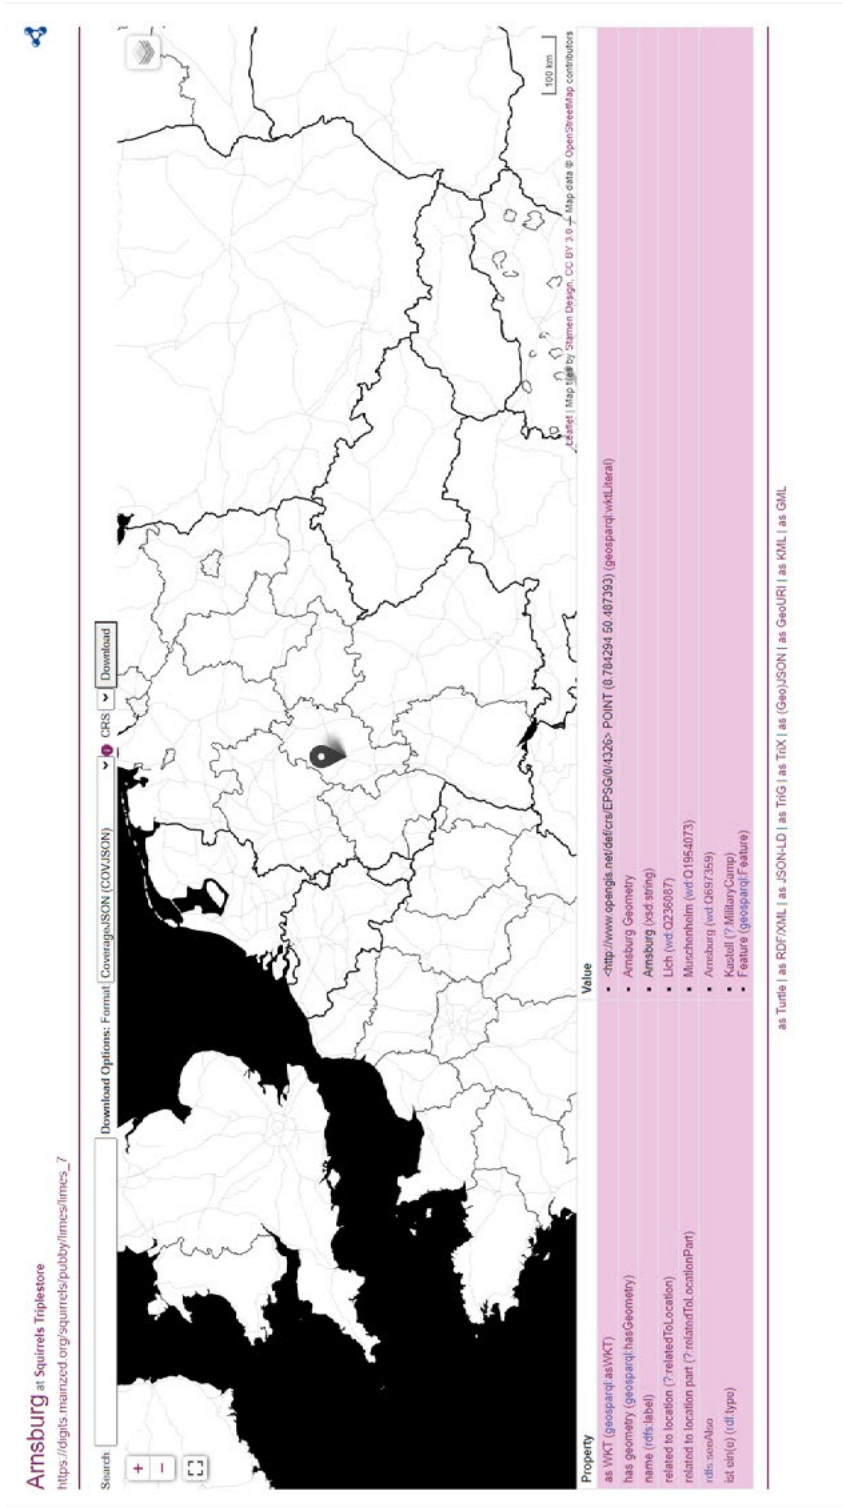 Arnsburg at Squirrels Triplestore
https://digits.mainzed.org/squirrels/pubby/limes/limes_7
Search Download Options: Format CoverageJSON (COVJSON) i CRS Download
+
−
100 km
Leaflet | Map tiles by Stamen Design, CC BY 3.0 — Map data © OpenStreetMap contributors
Property Value
as WKT (geosparql:asWKT) ▪ <http://www.opengis.net/def/crs/EPSG/0/4326> POINT (8.784294 50.487393) (geosparql:wktLiteral)
has geometry (geosparql:hasGeometry) ▪ Arnsburg Geometry
name (rdfs:label) ▪ Arnsburg (xsd:string)
related to location (?:relatedToLocation) ▪ Lich (wd:Q236087)
related to location part (?:relatedToLocationPart) ▪ Muschenheim (wd:Q1954073)
rdfs:seeAlso ▪ Arnsburg (wd:Q697359)
ist ein(e) (rdf:type) ▪ Kastell (?:MilitaryCamp)
▪ Feature (geosparql:Feature)
as Turtle | as RDF/XML | as JSON-LD | as TriG | as TriX | as (Geo)JSON | as GeoURI | as KML | as GML